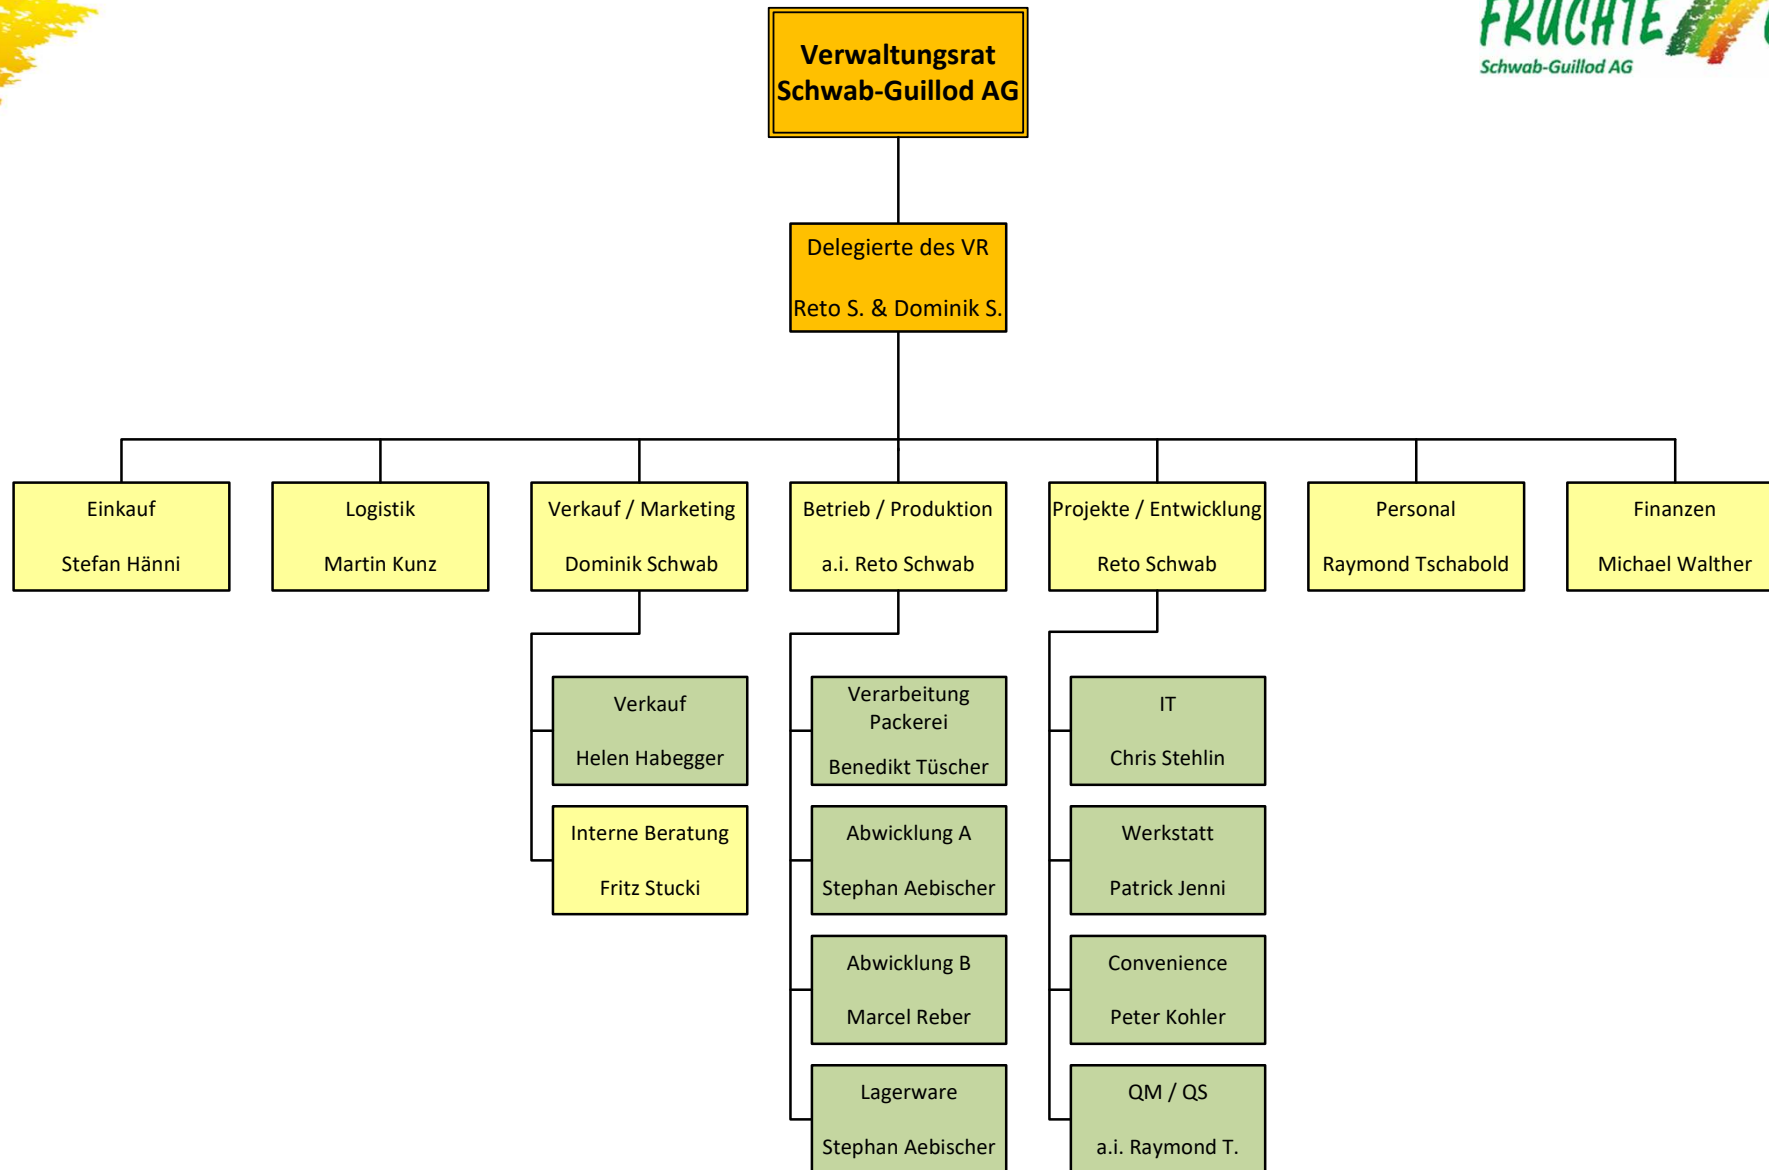 Verwaltungsrat
Schwab-Guillod AG
FRÜCHTE
Schwab-Guillod AG
Delegierte des VR
Reto S. & Dominik S.
Einkauf
Stefan Hänni
Logistik
Martin Kunz
Verkauf / Marketing
Dominik Schwab
Betrieb / Produktion
a.i. Reto Schwab
Projekte / Entwicklung
Reto Schwab
Personal
Raymond Tschabold
Finanzen
Michael Walther
Verkauf
Helen Habegger
Interne Beratung
Fritz Stucki
Verarbeitung
Packerei
Benedikt Tüscher
Abwicklung A
Stephan Aebischer
Abwicklung B
Marcel Reber
Lagerware
Stephan Aebischer
IT
Chris Stehlin
Werkstatt
Patrick Jenni
Convenience
Peter Kohler
QM / QS
a.i. Raymond T.